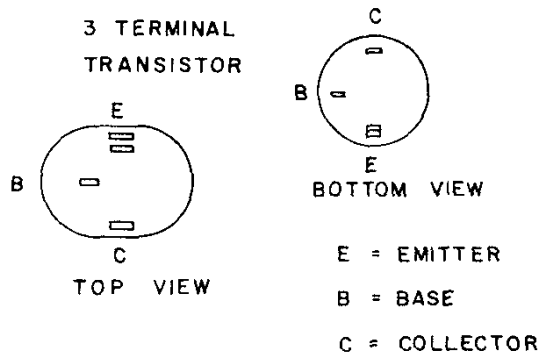 3 TERMINAL
TRANSISTOR
C
B
E
BOTTOM VIEW
E
B
C
TOP VIEW
E = EMITTER
B = BASE
C = COLLECTOR